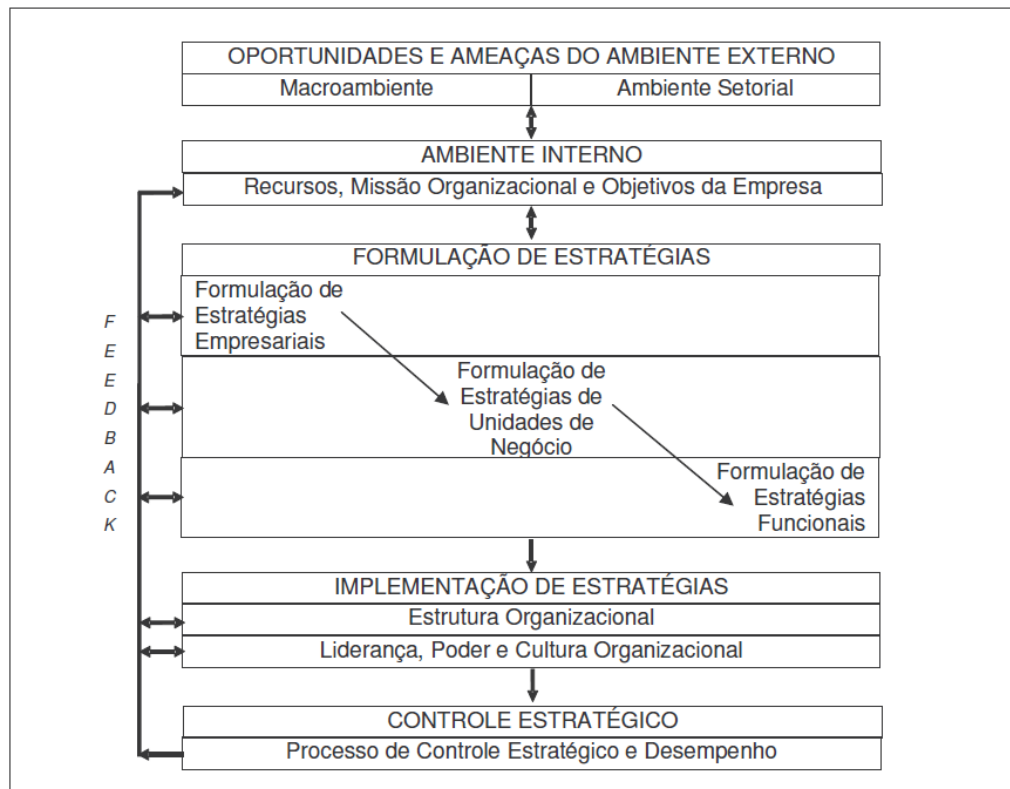 OPORTUNIDADES E AMEAÇAS DO AMBIENTE EXTERNO
Macroambiente
Ambiente Setorial
AMBIENTE INTERNO
Recursos, Missão Organizacional e Objetivos da Empresa
FORMULAÇÃO DE ESTRATÉGIAS
Formulação de
Estratégias
Empresariais
Formulação de
Estratégias de
Unidades de
Negócio
Formulação de
Estratégias
Funcionais
F
E
E
D
B
A
C
K
IMPLEMENTAÇÃO DE ESTRATÉGIAS
Estrutura Organizacional
Liderança, Poder e Cultura Organizacional
CONTROLE ESTRATÉGICO
Processo de Controle Estratégico e Desempenho